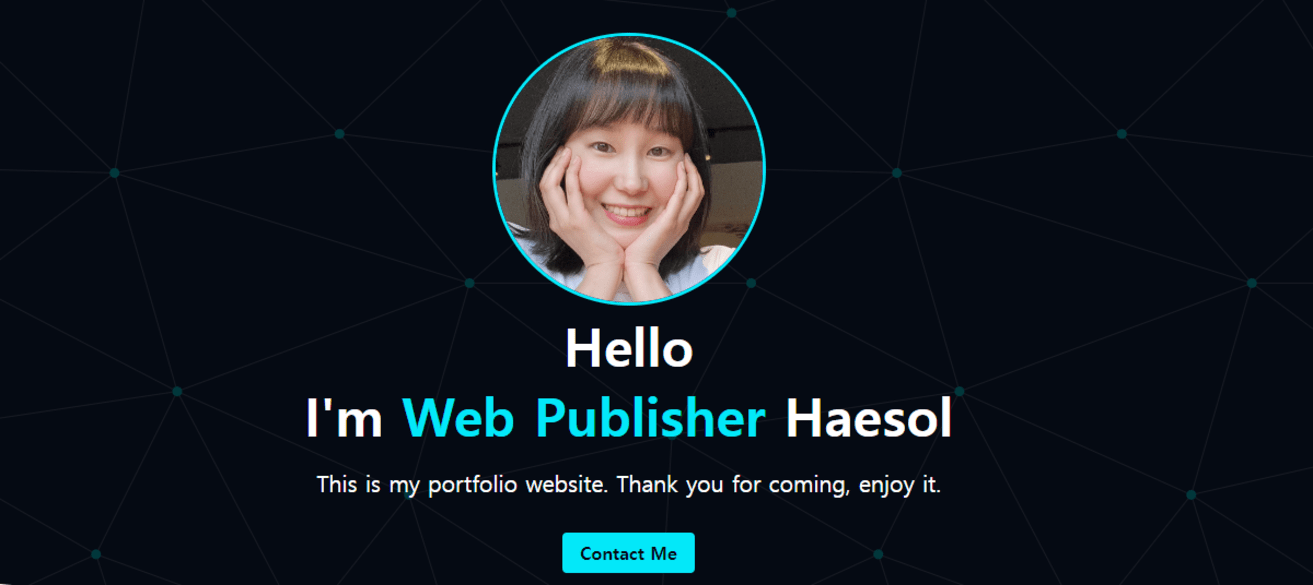 Hello
I'm Web Publisher Haesol
This is my portfolio website. Thank you for coming, enjoy it.
Contact Me